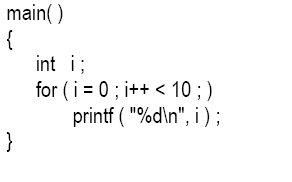 main( )
{
int i ;
for ( i = 0 ; i++ < 10 ; )
printf ( "%d\n", i ) ;
}